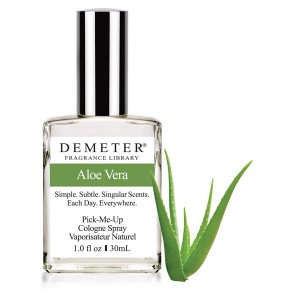 DEMETER®
FRAGRANCE LIBRARY
Aloe Vera
Simple. Subtle. Singular Scents.
Each Day. Everywhere.
Pick-Me-Up
Cologne Spray
Vaporisateur Naturel
1.0 fl oz | 30mL